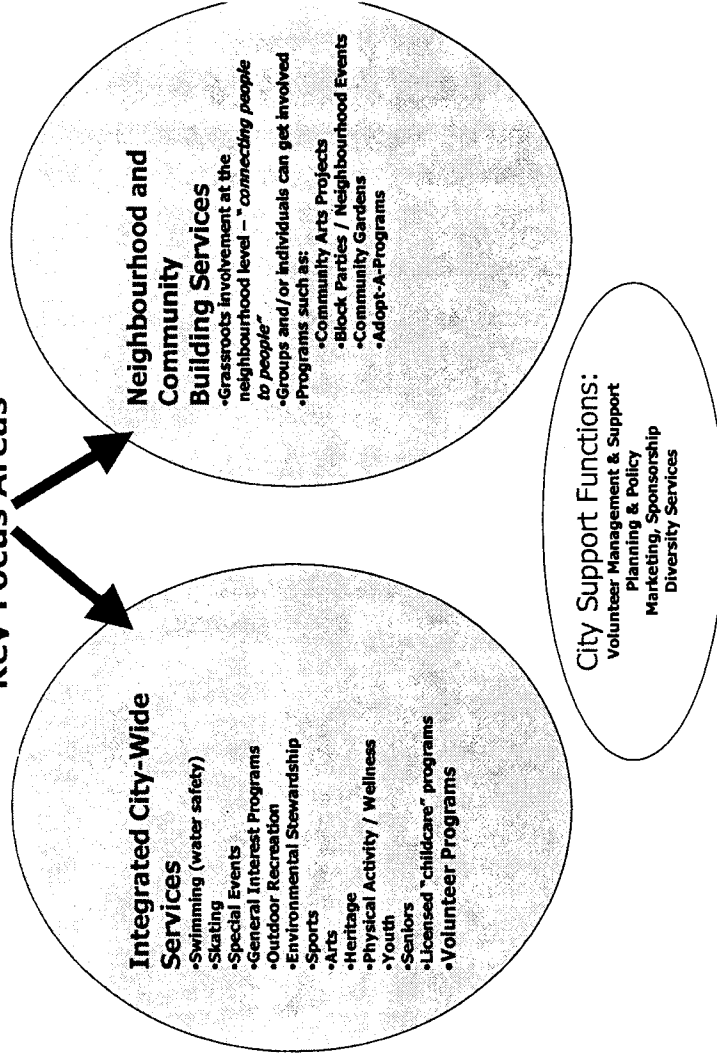 Key Focus Areas
Integrated City-Wide
Services
•Swimming (water safety)
•Skating
•Special Events
•General Interest Programs
•Outdoor Recreation
•Environmental Stewardship
•Sports
•Arts
•Heritage
•Physical Activity / Wellness
•Youth
•Seniors
•Licensed "childcare" programs
•Volunteer Programs
Neighbourhood and
Community
Building Services
•Grassroots involvement at the
neighbourhood level – "connecting people
to people"
•Groups and/or individuals can get involved
•Programs such as:
•Community Arts Projects
•Block Parties / Neighbourhood Events
•Community Gardens
•Adopt-A-Programs
City Support Functions:
Volunteer Management & Support
Planning & Policy
Marketing, Sponsorship
Diversity Services